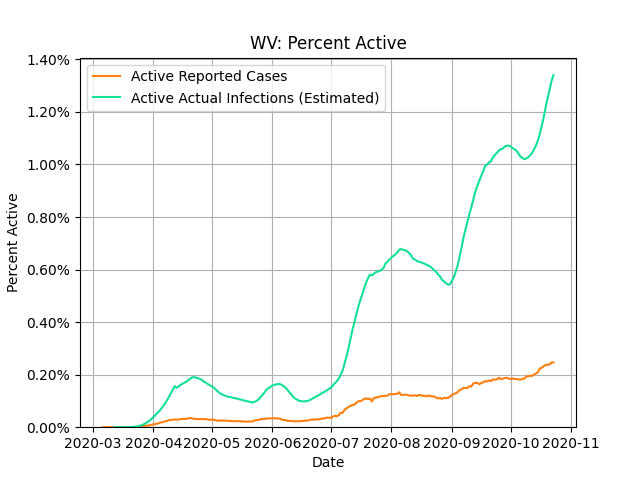 WV: Percent Active
Active Reported Cases
Active Actual Infections (Estimated)
Percent Active
1.40%
1.20%
1.00%
0.80%
0.60%
0.40%
0.20%
0.00%
2020-03 2020-04 2020-05 2020-06 2020-07 2020-08 2020-09 2020-10 2020-11
Date